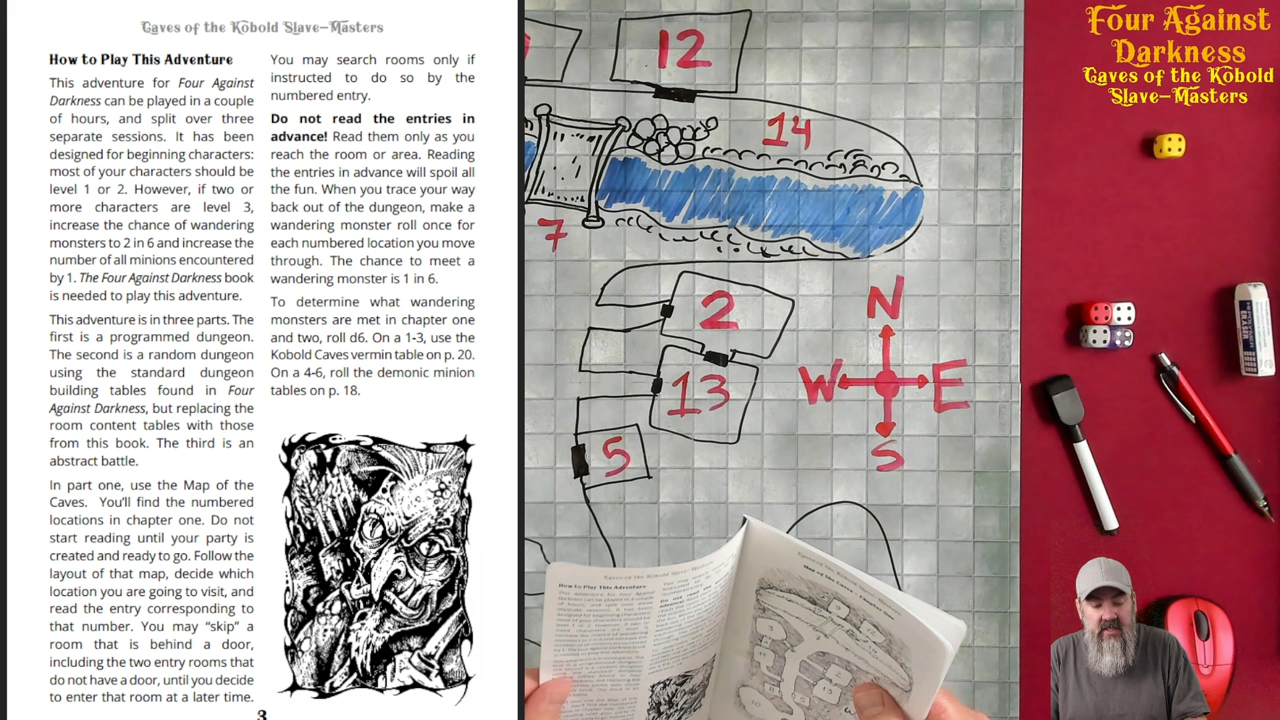 Caves of the Kobold Slave-Masters
How to Play This Adventure
This adventure for Four Against
Darkness can be played in a couple
of hours, and split over three
separate sessions. It has been
designed for beginning characters:
most of your characters should be
level 1 or 2. However, if two or
more characters are level 3,
increase the chance of wandering
monsters to 2 in 6 and increase the
number of all minions encountered
by 1. The Four Against Darkness book
is needed to play this adventure.
This adventure is in three parts. The
first is a programmed dungeon.
The second is a random dungeon
using the standard dungeon
building tables found in Four
Against Darkness, but replacing the
room content tables with those
from this book. The third is an
abstract battle.
In part one, use the Map of the
Caves. You'll find the numbered
locations in chapter one. Do not
start reading until your party is
created and ready to go. Follow the
layout of that map, decide which
location you are going to visit, and
read the entry corresponding to
that number. You may "skip" a
room that is behind a door,
including the two entry rooms that
do not have a door, until you decide
to enter that room at a later time.
You may search rooms only if
instructed to do so by the
numbered entry.
Do not read the entries in
advance! Read them only as you
reach the room or area. Reading
the entries in advance will spoil all
the fun. When you trace your way
back out of the dungeon, make a
wandering monster roll once for
each numbered location you move
through. The chance to meet a
wandering monster is 1 in 6.
To determine what wandering
monsters are met in chapter one
and two, roll d6. On a 1-3, use the
Kobold Caves vermin table on p. 20.
On a 4-6, roll the demonic minion
tables on p. 18.
3
12
14
7
2
13
5
N
W E
S
How to Play This Adventure
Four Against
Darkness
Caves of the Kobold
Slave-Masters
ERASER